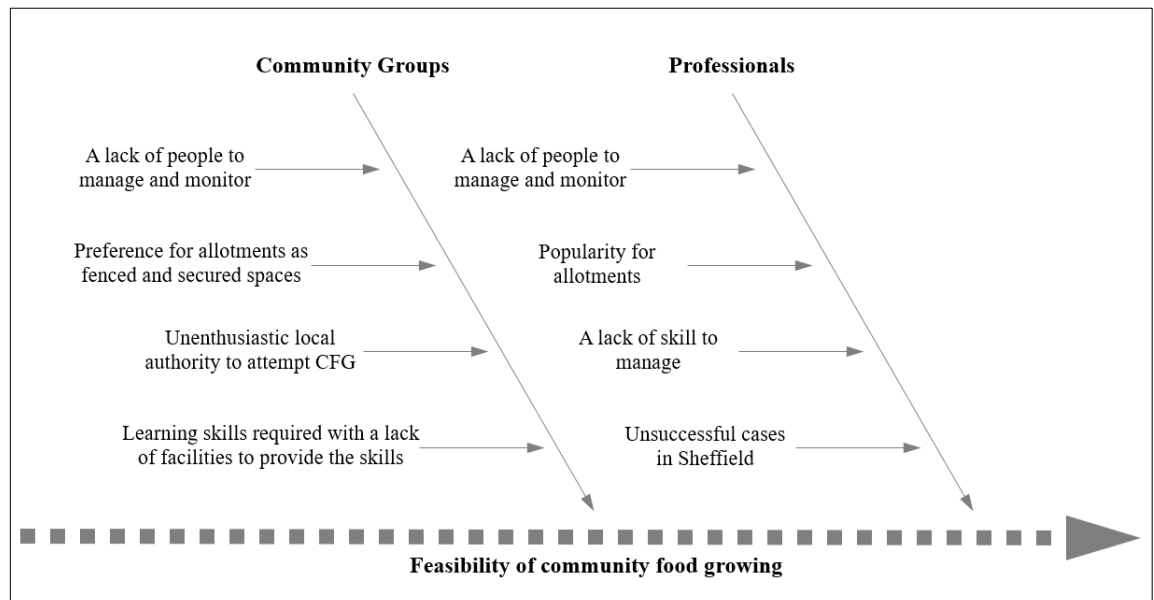 Community Groups
A lack of people to
manage and monitor
Preference for allotments as
fenced and secured spaces
Unenthusiastic local
authority to attempt CFG
Learning skills required with a lack
of facilities to provide the skills
Professionals
A lack of people to
manage and monitor
Popularity for
allotments
A lack of skill to
manage
Unsuccessful cases
in Sheffield
Feasibility of community food growing